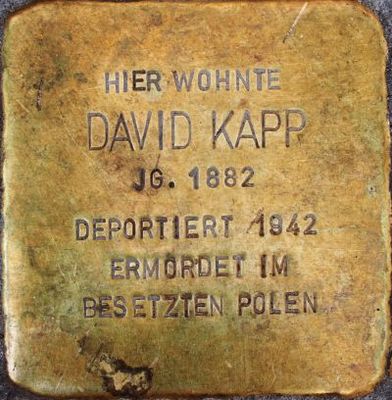 HIER WOHNTE
DAVID KAPP
JG. 1882
DEPORTIERT 1942
ERMORDET IM
BESETZTEN POLEN